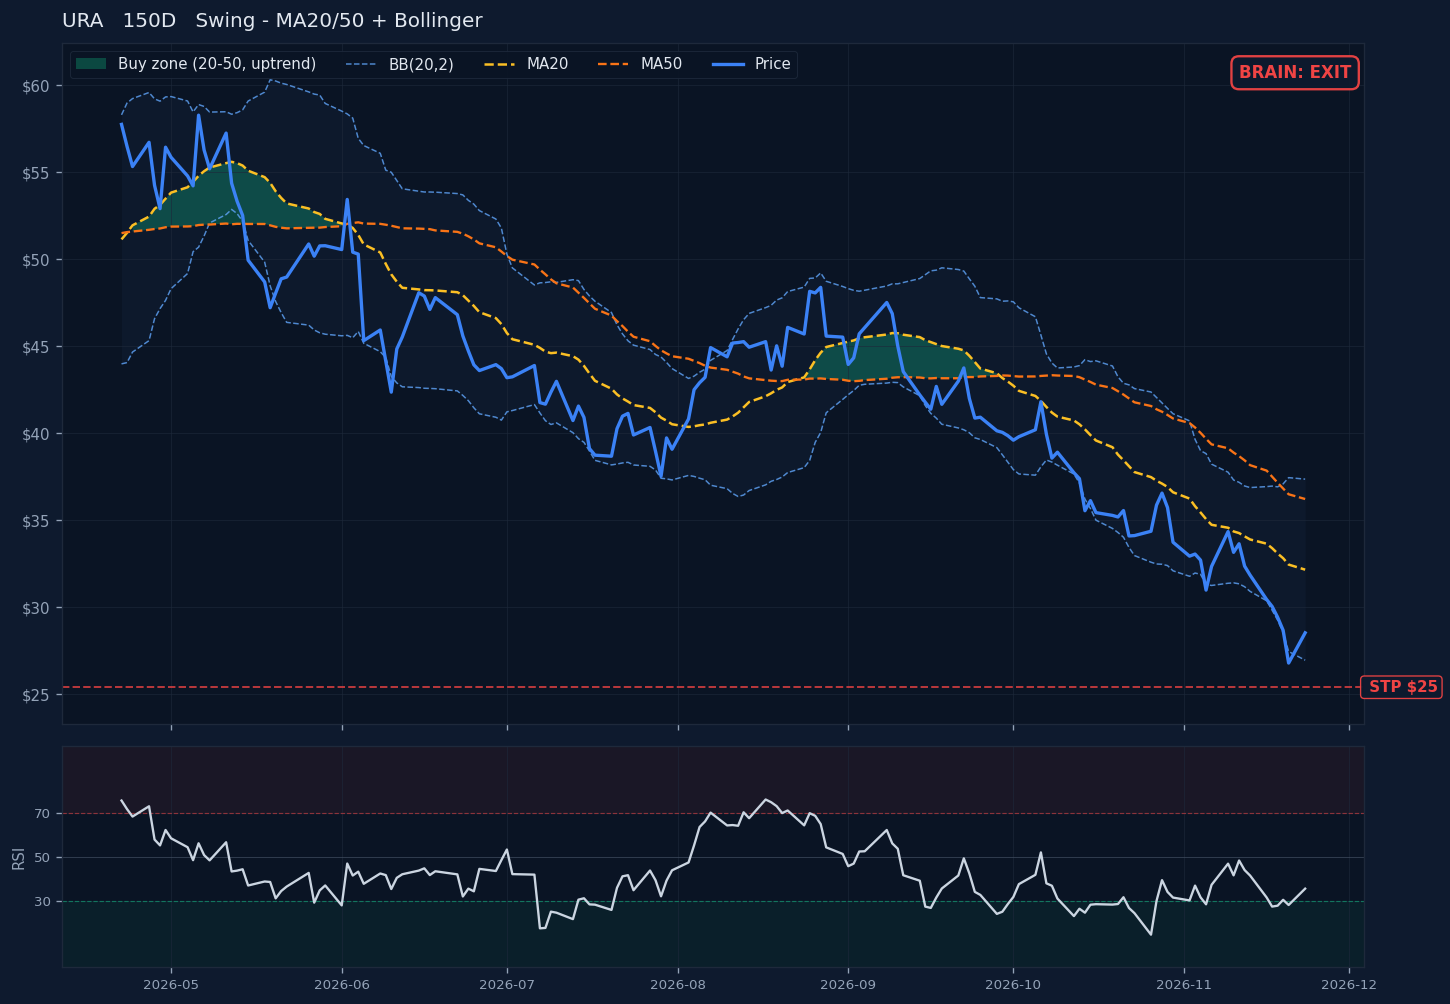 URA 150D Swing - MA20/50 + Bollinger
Buy zone (20-50, uptrend) BB(20,2) MA20 MA50 Price
BRAIN: EXIT
$60
$55
$50
$45
$40
$35
$30
$25
STP $25
RSI
70
50
30
2026-05 2026-06 2026-07 2026-08 2026-09 2026-10 2026-11 2026-12